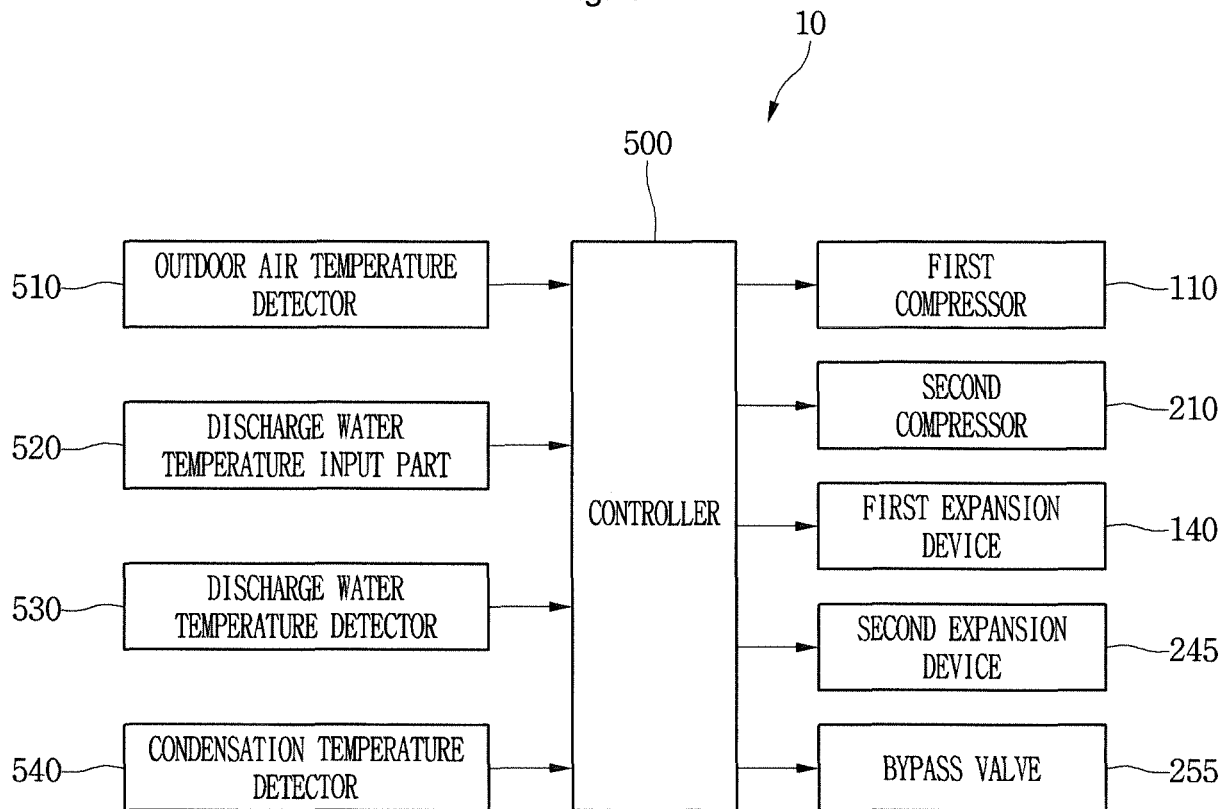 10
500
510
OUTDOOR AIR TEMPERATURE
DETECTOR
FIRST
COMPRESSOR
110
SECOND
COMPRESSOR
210
520
DISCHARGE WATER
TEMPERATURE INPUT PART
CONTROLLER
FIRST EXPANSION
DEVICE
140
530
DISCHARGE WATER
TEMPERATURE DETECTOR
SECOND EXPANSION
DEVICE
245
540
CONDENSATION TEMPERATURE
DETECTOR
BYPASS VALVE
255